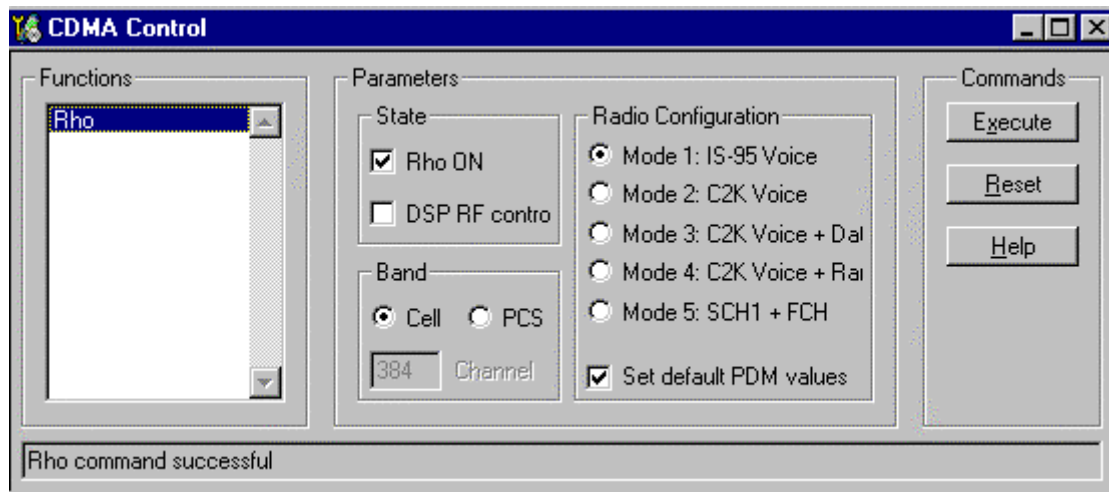 CDMA Control
Functions
Rho
Parameters
State
Rho ON
DSP RF contro
Band
Cell
PCS
384
Channel
Radio Configuration
Mode 1: IS-95 Voice
Mode 2: C2K Voice
Mode 3: C2K Voice + Dat
Mode 4: C2K Voice + Rar
Mode 5: SCH1 + FCH
Set default PDM values
Commands
Execute
Reset
Help
Rho command successful